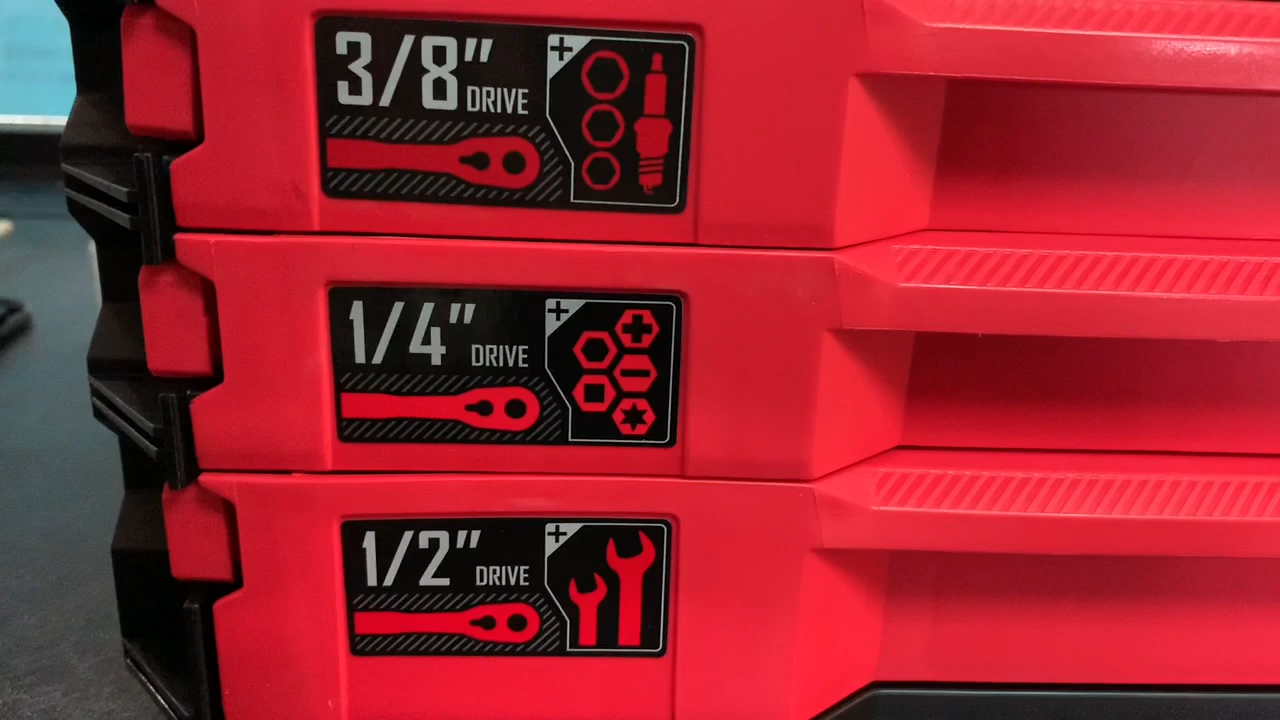 3/8" DRIVE
+
1/4" DRIVE
+
1/2" DRIVE
+